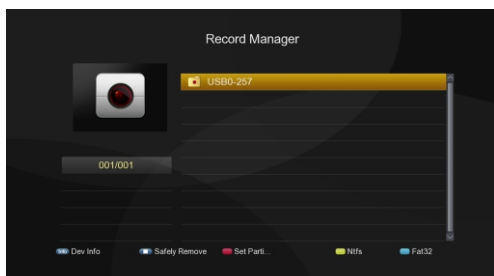 Record Manager
USB0-257
001/001
Dev Info Safely Remove Set Parti... Ntfs Fat32